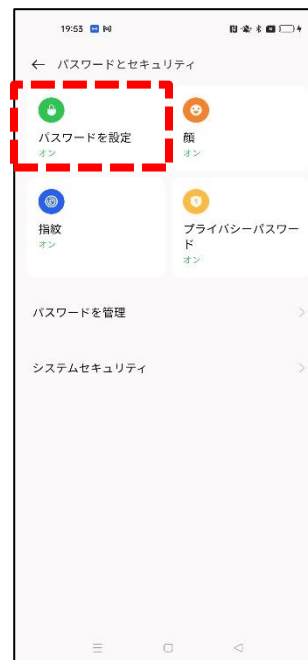 19:53
← パスワードとセキュリティ
パスワードを設定
オン
顔
オン
指紋
オン
プライバシーパスワー
ド
オン
パスワードを管理
システムセキュリティ